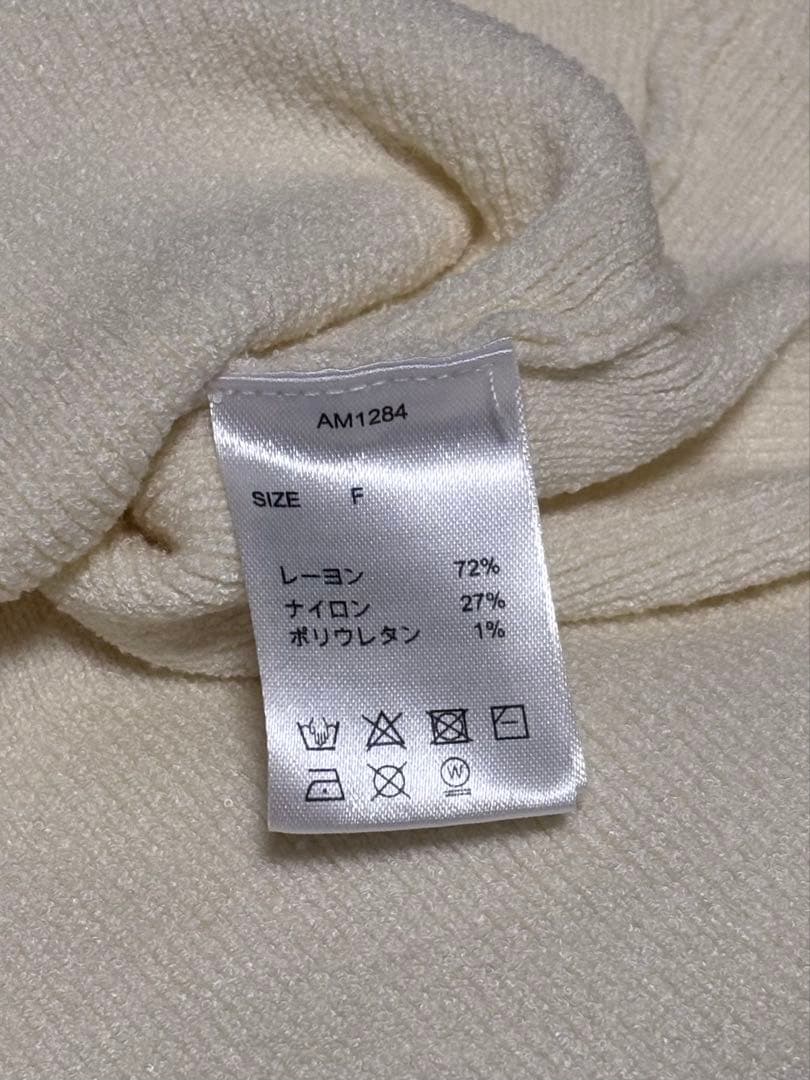 AM1284
SIZE F
レーヨン 72%
ナイロン 27%
ポリウレタン 1%
W